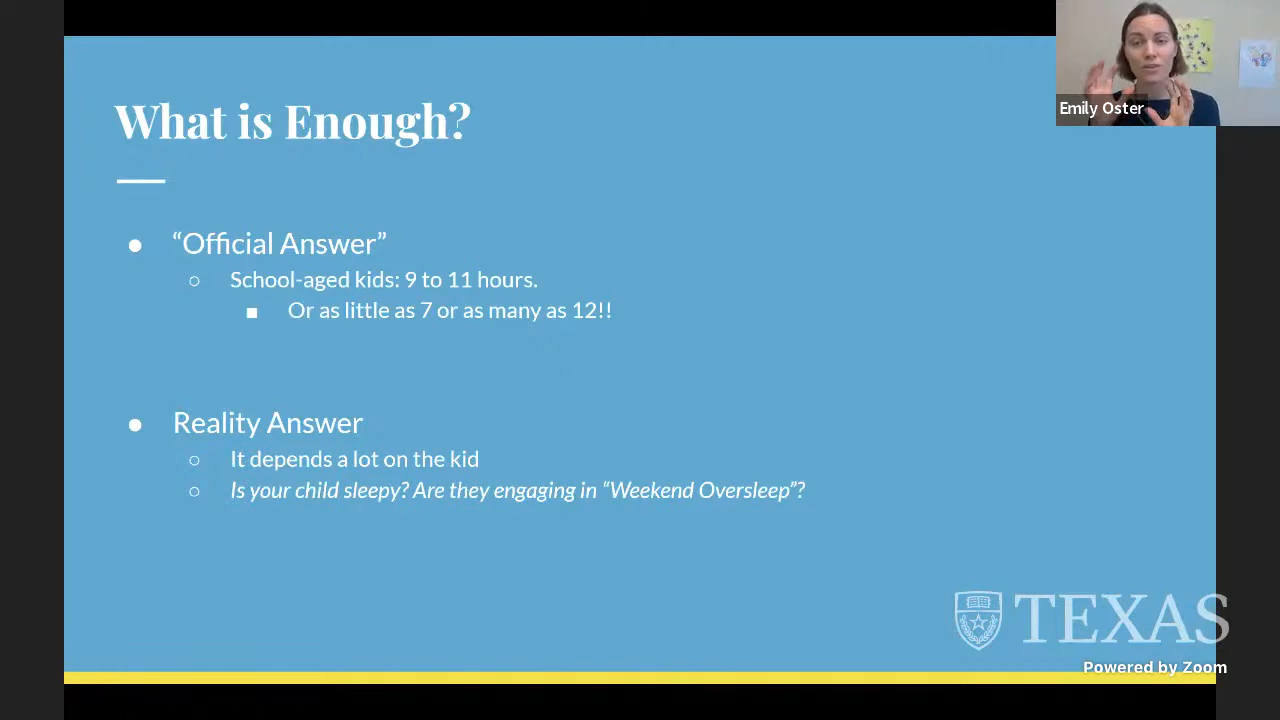 What is Enough?
● “Official Answer”
○ School-aged kids: 9 to 11 hours.
■ Or as little as 7 or as many as 12!!
● Reality Answer
○ It depends a lot on the kid
○ Is your child sleepy? Are they engaging in “Weekend Oversleep”?
Emily Oster
TEXAS
Powered by Zoom